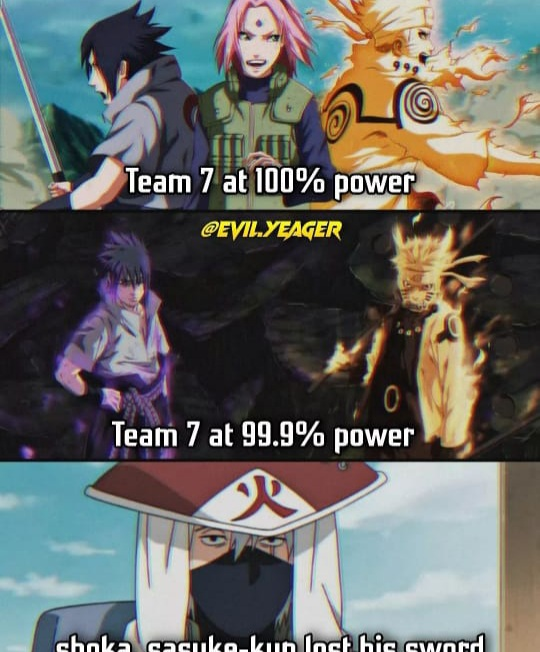 Team 7 at 100% power
@EVIL.YEAGER
Team 7 at 99.9% power
火
shoka, sasuke-kun lost his sword